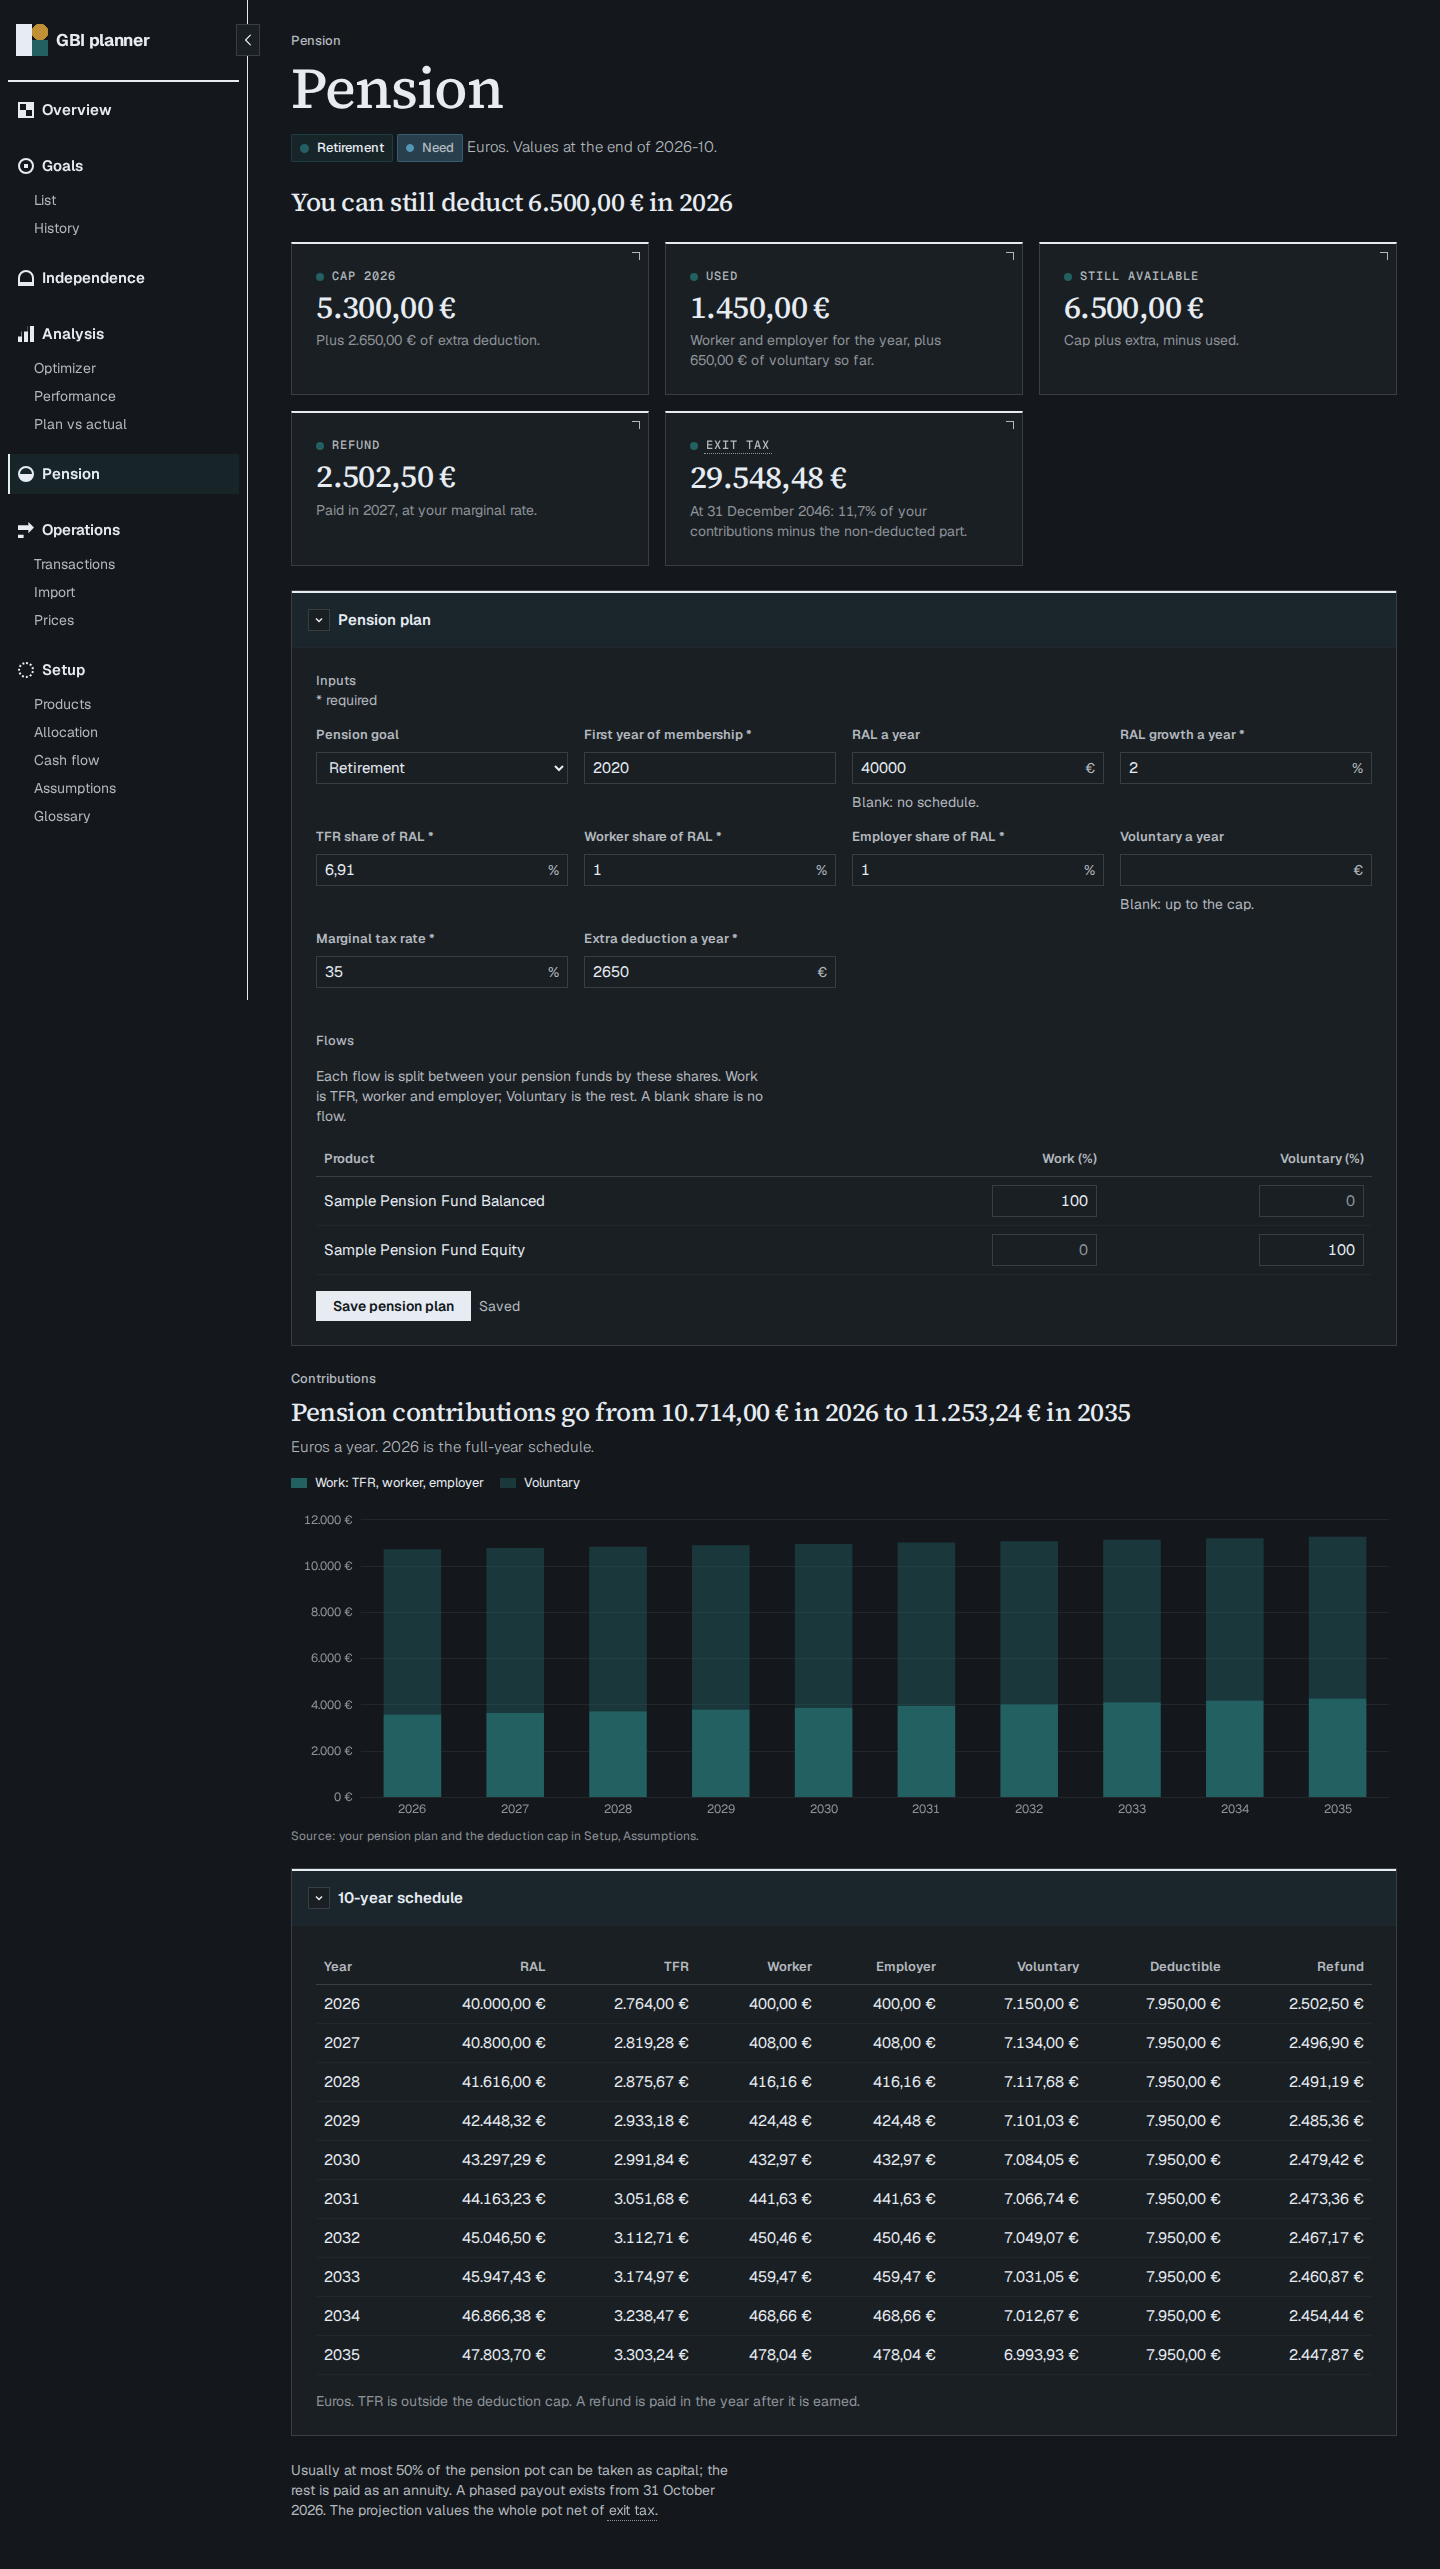 GBI planner
Overview
Goals
List
History
Independence
Analysis
Optimizer
Performance
Plan vs actual
Pension
Operations
Transactions
Import
Prices
Setup
Products
Allocation
Cash flow
Assumptions
Glossary
Pension
Pension
Retirement Need Euros. Values at the end of 2026-10.
You can still deduct 6.500,00 € in 2026
CAP 2026
5.300,00 €
Plus 2.650,00 € of extra deduction.
USED
1.450,00 €
Worker and employer for the year, plus
650,00 € of voluntary so far.
STILL AVAILABLE
6.500,00 €
Cap plus extra, minus used.
REFUND
2.502,50 €
Paid in 2027, at your marginal rate.
EXIT TAX
29.548,48 €
At 31 December 2046: 11,7% of your
contributions minus the non-deducted part.
Pension plan
Inputs
* required
Pension goal First year of membership * RAL a year RAL growth a year *
Retirement 2020 40000 € 2 %
Blank: no schedule.
TFR share of RAL * Worker share of RAL * Employer share of RAL * Voluntary a year
6,91 % 1 % 1 % €
Blank: up to the cap.
Marginal tax rate * Extra deduction a year *
35 % 2650 €
Flows
Each flow is split between your pension funds by these shares. Work
is TFR, worker and employer; Voluntary is the rest. A blank share is no
flow.
Product Work (%) Voluntary (%)
Sample Pension Fund Balanced 100 0
Sample Pension Fund Equity 0 100
Save pension plan Saved
Contributions
Pension contributions go from 10.714,00 € in 2026 to 11.253,24 € in 2035
Euros a year. 2026 is the full-year schedule.
Work: TFR, worker, employer Voluntary
12.000 €
10.000 €
8.000 €
6.000 €
4.000 €
2.000 €
0 €
2026 2027 2028 2029 2030 2031 2032 2033 2034 2035
Source: your pension plan and the deduction cap in Setup, Assumptions.
10-year schedule
Year RAL TFR Worker Employer Voluntary Deductible Refund
2026 40.000,00 € 2.764,00 € 400,00 € 400,00 € 7.150,00 € 7.950,00 € 2.502,50 €
2027 40.800,00 € 2.819,28 € 408,00 € 408,00 € 7.134,00 € 7.950,00 € 2.496,90 €
2028 41.616,00 € 2.875,67 € 416,16 € 416,16 € 7.117,68 € 7.950,00 € 2.491,19 €
2029 42.448,32 € 2.933,18 € 424,48 € 424,48 € 7.101,03 € 7.950,00 € 2.485,36 €
2030 43.297,29 € 2.991,84 € 432,97 € 432,97 € 7.084,05 € 7.950,00 € 2.479,42 €
2031 44.163,23 € 3.051,68 € 441,63 € 441,63 € 7.066,74 € 7.950,00 € 2.473,36 €
2032 45.046,50 € 3.112,71 € 450,46 € 450,46 € 7.049,07 € 7.950,00 € 2.467,17 €
2033 45.947,43 € 3.174,97 € 459,47 € 459,47 € 7.031,05 € 7.950,00 € 2.460,87 €
2034 46.866,38 € 3.238,47 € 468,66 € 468,66 € 7.012,67 € 7.950,00 € 2.454,44 €
2035 47.803,70 € 3.303,24 € 478,04 € 478,04 € 6.993,93 € 7.950,00 € 2.447,87 €
Euros. TFR is outside the deduction cap. A refund is paid in the year after it is earned.
Usually at most 50% of the pension pot can be taken as capital; the
rest is paid as an annuity. A phased payout exists from 31 October
2026. The projection values the whole pot net of exit tax.